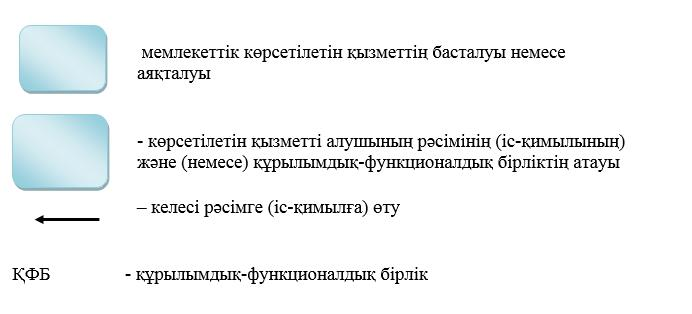 мемлекеттік көрсетілетін қызметтің басталуы немесе
аяқталуы
- көрсетілетін қызметті алушының рәсімінің (іс-қимылының)
және (немесе) құрылымдық-функционалдық бірліктің атауы
– келесі рәсімге (іс-қимылға) өту
ҚФБ - құрылымдық-функционалдық бірлік